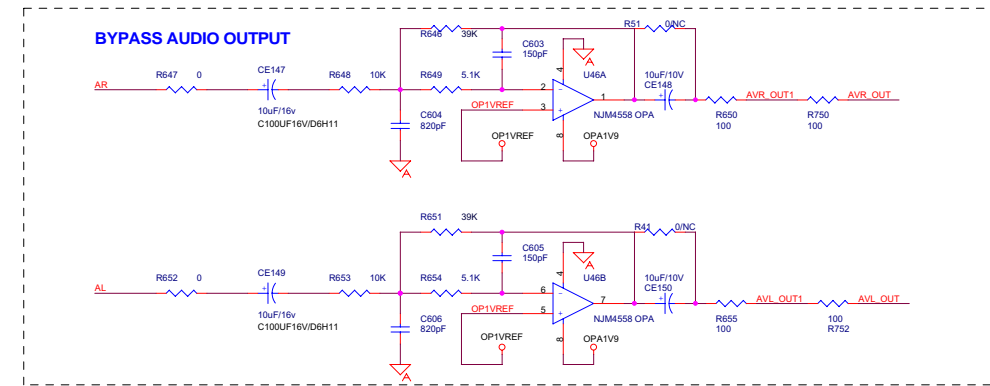 BYPASS AUDIO OUTPUT
R646 39K
R51 0/NC
C603
150pF
A
4
U46A
10uF/10V
CE148
AR
R647 0
CE147
+
10uF/16v
C100UF16V/D6H11
R648 10K
R649 5.1K
2
-
OP1VREF
3
+
1
+
NJM4558 OPA
8
C604
820pF
A
OP1VREF
OPA1V9
R650
100
AVR_OUT1
R750
100
AVR_OUT
R651 39K
R41 0/NC
C605
150pF
A
4
U46B
10uF/10V
CE150
AL
R652 0
CE149
+
10uF/16v
C100UF16V/D6H11
R653 10K
R654 5.1K
6
-
OP1VREF
5
+
7
+
NJM4558 OPA
8
C606
820pF
A
OP1VREF
OPA1V9
R655
100
AVL_OUT1
100
R752
AVL_OUT